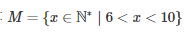 : M = {x ∈ ℕ* | 6 < x < 10}